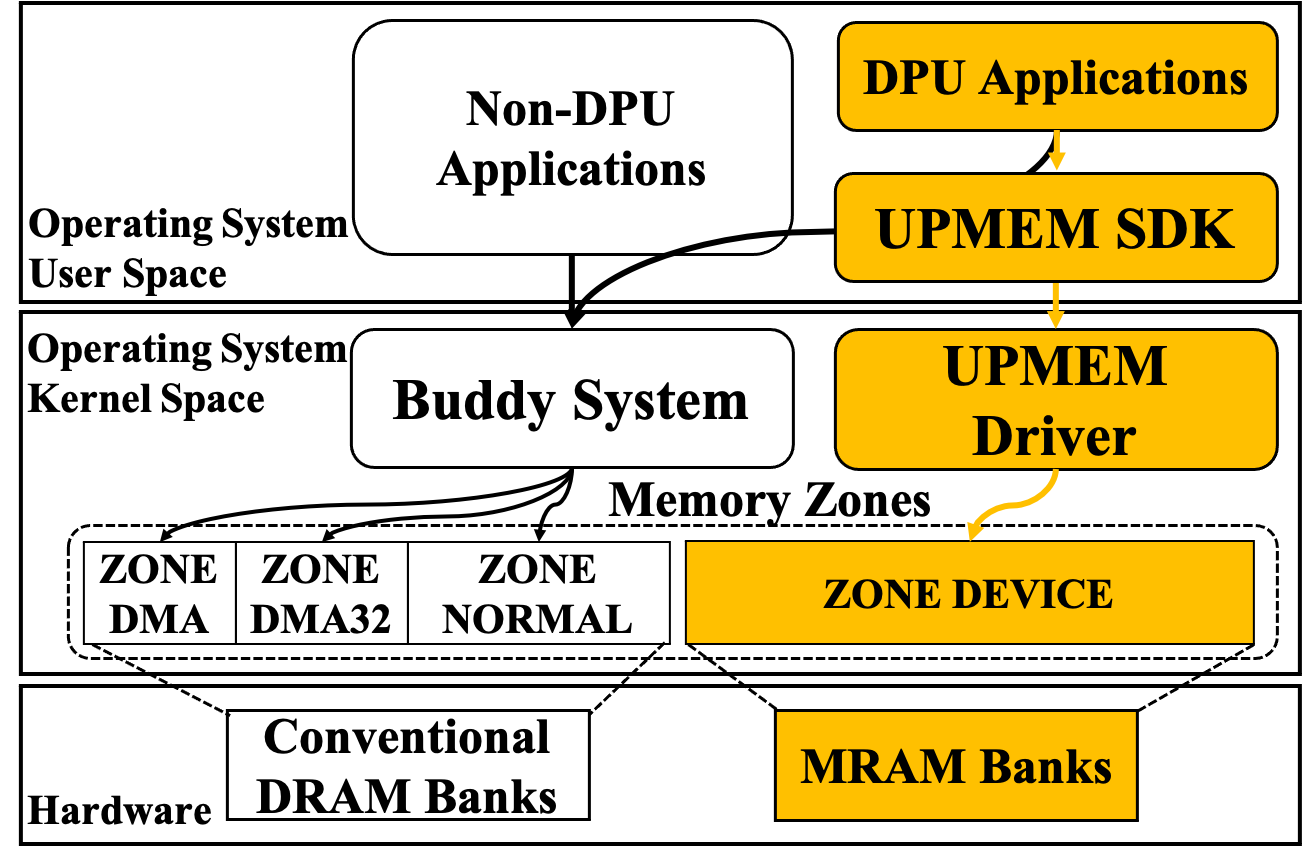 Non-DPU
Applications
DPU Applications
UPMEM SDK
Operating System
User Space
Operating System
Kernel Space
Buddy System
UPMEM
Driver
Memory Zones
ZONE
DMA
ZONE
DMA32
ZONE
NORMAL
ZONE DEVICE
Conventional
DRAM Banks
MRAM Banks
Hardware